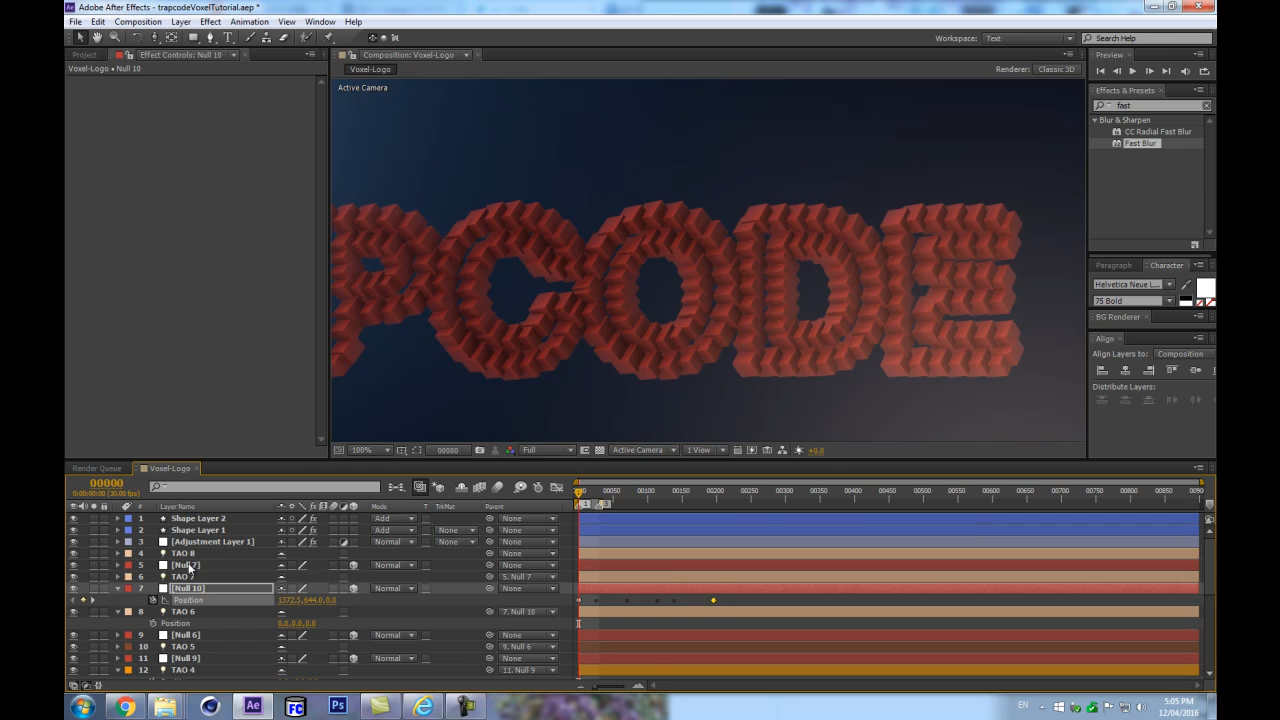 Adobe After Effects - trapcodeVoxelTutorial.aep *
File Edit Composition Layer Effect Animation View Window Help
Workspace: Text
Search Help
Project Effect Controls: Null 10
Composition: Voxel-Logo
Preview
Voxel-Logo • Null 10
Voxel-Logo
Renderer: Classic 3D
Active Camera
Effects & Presets
fast
Blur & Sharpen
CC Radial Fast Blur
Fast Blur
PCODE
Paragraph Character
Helvetica Neue L...
75 Bold
BG Renderer
Align
Align Layers to: Composition
Distribute Layers:
100% 00000 Full Active Camera 1 View +0.0
Render Queue Voxel-Logo
00000
0:00:00:00 (30.00 fps)
00050 00100 00150 00200 00250 00300 00350 00400 00450 00500 00550 00600 00650 00700 00750 00800 00850 0090
# Layer Name Mode T TrkMat Parent
1 Shape Layer 2 Add None
2 Shape Layer 1 Add None None
3 [Adjustment Layer 1] Normal None None
4 TAO 8 None
5 [Null 7] Normal None
6 TAO 7 5. Null 7
7 [Null 10] Normal None
Position 1372.3,644.0,0.0
8 TAO 6 7. Null 10
Position 0.0,0.0,0.0
9 [Null 6] Normal None
10 TAO 5 9. Null 6
11 [Null 9] Normal None
12 TAO 4 11. Null 9
EN
5:05 PM
12/04/2016